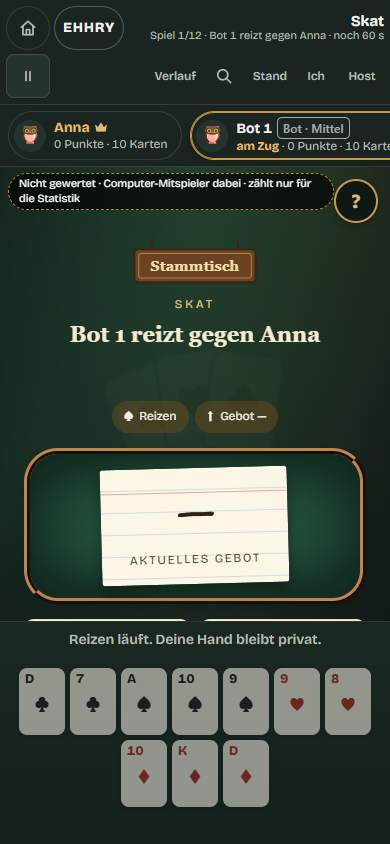 EHHRY
Skat
Spiel 1/12 · Bot 1 reizt gegen Anna · noch 60 s
Verlauf
Stand
Ich
Host
Anna
0 Punkte · 10 Karten
Bot 1
Bot · Mittel
am Zug · 0 Punkte · 10 Karte
Nicht gewertet · Computer-Mitspieler dabei · zählt nur für
die Statistik
?
Stammtisch
SKAT
Bot 1 reizt gegen Anna
Reizen
Gebot —
—
AKTUELLES GEBOT
Reizen läuft. Deine Hand bleibt privat.
D
7
A
10
9
9
8
10
K
D